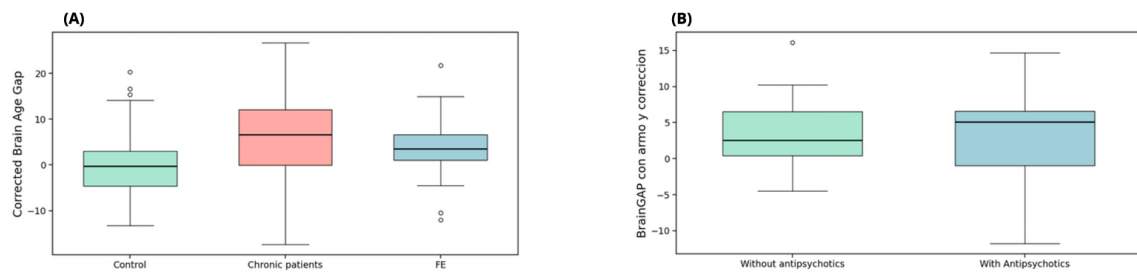 (A)
Corrected Brain Age Gap
20
10
0
−10
Control
Chronic patients
FE
(B)
BrainGAP con armo y correccion
15
10
5
0
−5
−10
Without antipsychotics
With Antipsychotics